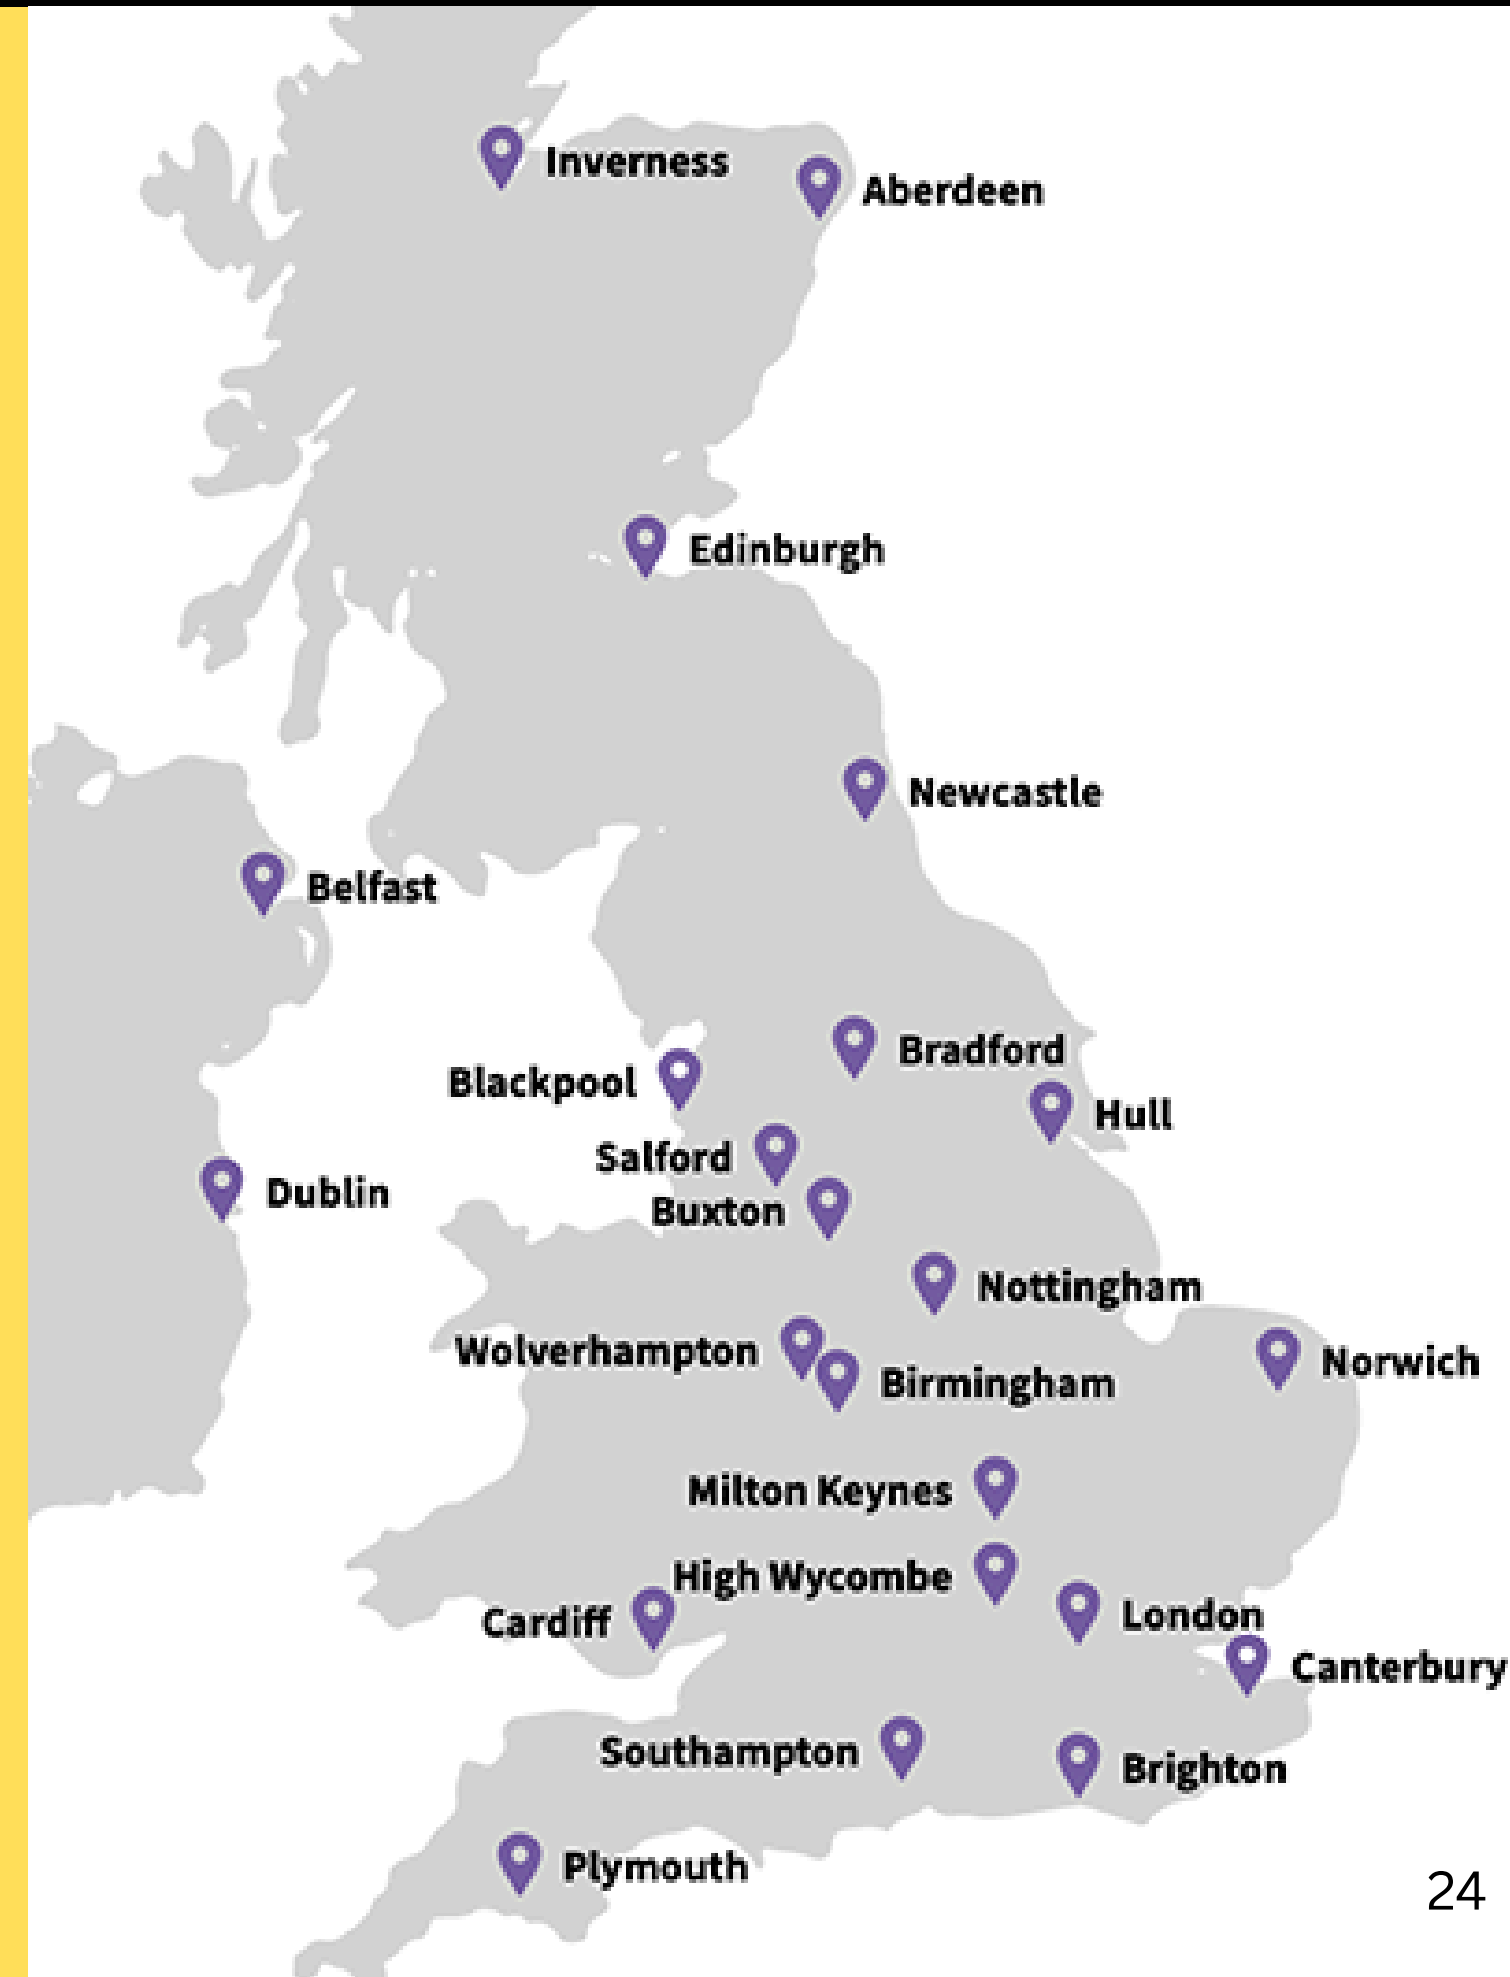 Inverness
Aberdeen
Edinburgh
Newcastle
Belfast
Bradford
Blackpool
Hull
Salford
Dublin
Buxton
Nottingham
Wolverhampton
Norwich
Birmingham
Milton Keynes
High Wycombe
London
Cardiff
Canterbury
Southampton
Brighton
Plymouth
24